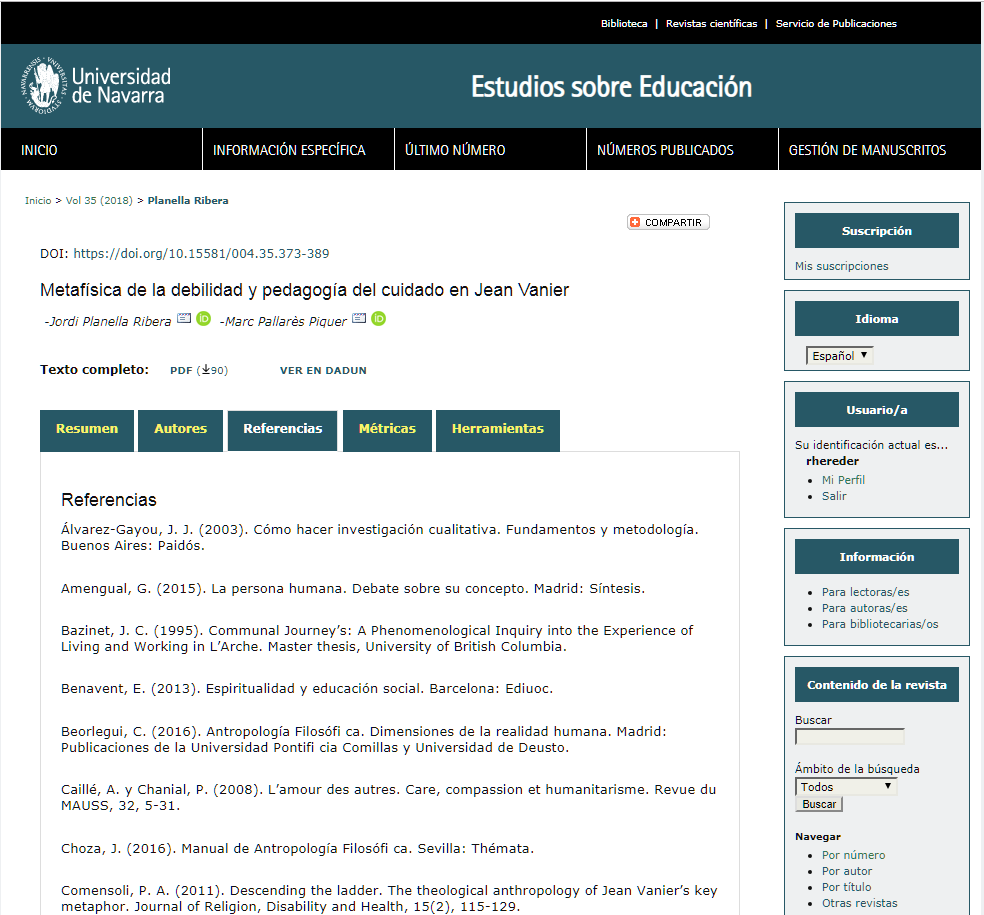 Biblioteca | Revistas científicas | Servicio de Publicaciones
Universidad
de Navarra
Estudios sobre Educación
INICIO
INFORMACIÓN ESPECÍFICA
ÚLTIMO NÚMERO
NÚMEROS PUBLICADOS
GESTIÓN DE MANUSCRITOS
Inicio > Vol 35 (2018) > Planella Ribera
COMPARTIR
DOI: https://doi.org/10.15581/004.35.373-389
Metafísica de la debilidad y pedagogía del cuidado en Jean Vanier
-Jordi Planella Ribera iD -Marc Pallarès Piquer iD
Texto completo: PDF (90) VER EN DADUN
Resumen
Autores
Referencias
Métricas
Herramientas
Referencias
Álvarez-Gayou, J. J. (2003). Cómo hacer investigación cualitativa. Fundamentos y metodología.
Buenos Aires: Paidós.
Amengual, G. (2015). La persona humana. Debate sobre su concepto. Madrid: Síntesis.
Bazinet, J. C. (1995). Communal Journey’s: A Phenomenological Inquiry into the Experience of
Living and Working in L’Arche. Master thesis, University of British Columbia.
Benavent, E. (2013). Espiritualidad y educación social. Barcelona: Ediuoc.
Beorlegui, C. (2016). Antropología Filosófi ca. Dimensiones de la realidad humana. Madrid:
Publicaciones de la Universidad Pontifi cia Comillas y Universidad de Deusto.
Caillé, A. y Chanial, P. (2008). L’amour des autres. Care, compassion et humanitarisme. Revue du
MAUSS, 32, 5-31.
Choza, J. (2016). Manual de Antropología Filosófi ca. Sevilla: Thémata.
Comensoli, P. A. (2011). Descending the ladder. The theological anthropology of Jean Vanier’s key
metaphor. Journal of Religion, Disability and Health, 15(2), 115-129.
Suscripción
Mis suscripciones
Idioma
Español
Usuario/a
Su identificación actual es...
rhereder
Mi Perfil
Salir
Información
Para lectoras/es
Para autoras/es
Para bibliotecarias/os
Contenido de la revista
Buscar
Ámbito de la búsqueda
Todos
Buscar
Navegar
Por número
Por autor
Por título
Otras revistas